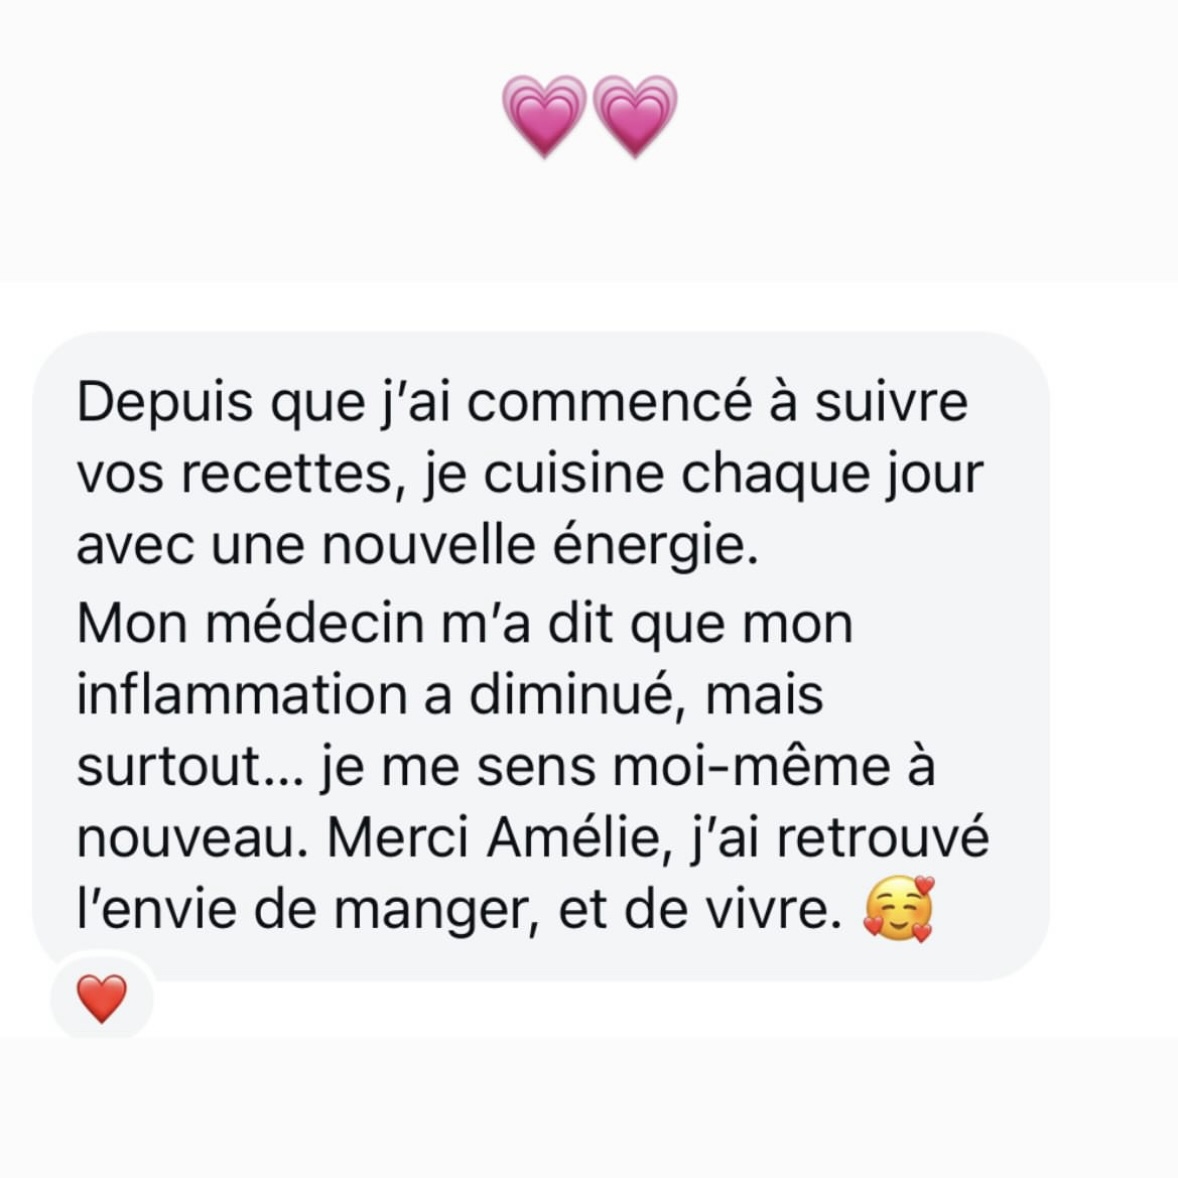 Depuis que j’ai commencé à suivre
vos recettes, je cuisine chaque jour
avec une nouvelle énergie.
Mon médecin m’a dit que mon
inflammation a diminué, mais
surtout... je me sens moi-même à
nouveau. Merci Amélie, j’ai retrouvé
l’envie de manger, et de vivre. 🥰